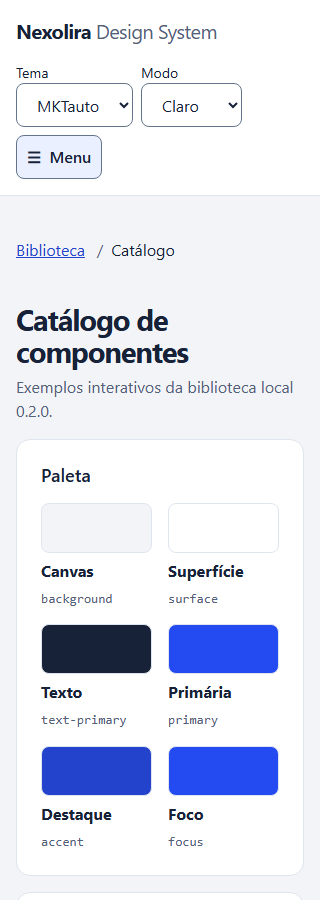 Nexolira Design System
Tema Modo
MKTauto Claro
☰ Menu
Biblioteca / Catálogo
Catálogo de
componentes
Exemplos interativos da biblioteca local
0.2.0.
Paleta
Canvas Superfície
background surface
Texto Primária
text-primary primary
Destaque Foco
accent focus